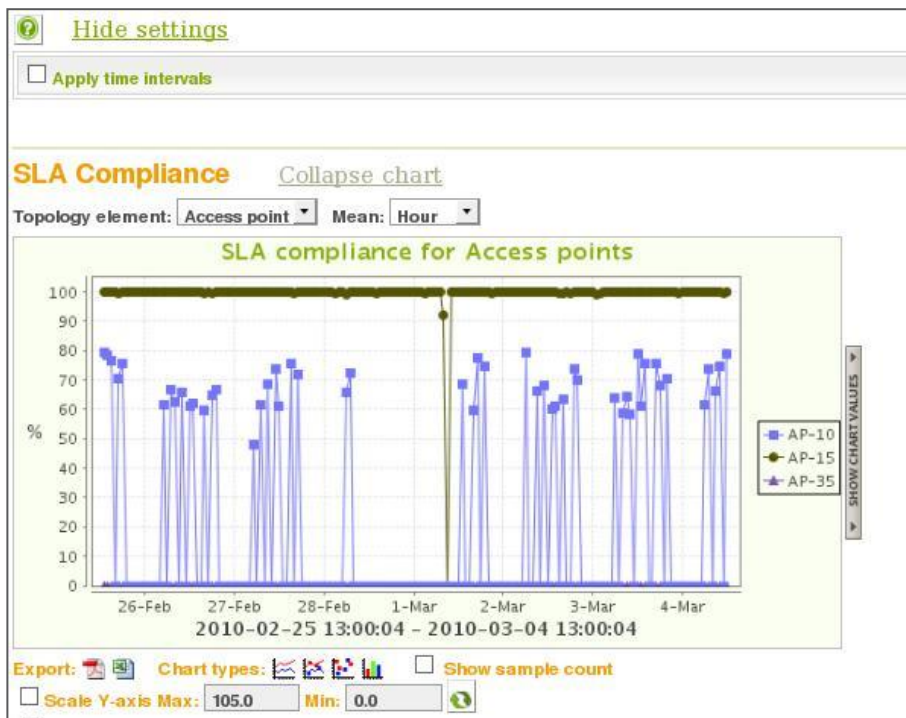 Hide settings
Apply time intervals
SLA Compliance Collapse chart
Topology element: Access point Mean: Hour
SLA compliance for Access points
100
90
80
70
60
50
40
30
20
10
0
%
26-Feb 27-Feb 28-Feb 1-Mar 2-Mar 3-Mar 4-Mar
2010-02-25 13:00:04 - 2010-03-04 13:00:04
AP-10
AP-15
AP-35
SHOW CHART VALUES
Export: Chart types: Show sample count
Scale Y-axis Max: 105.0 Min: 0.0